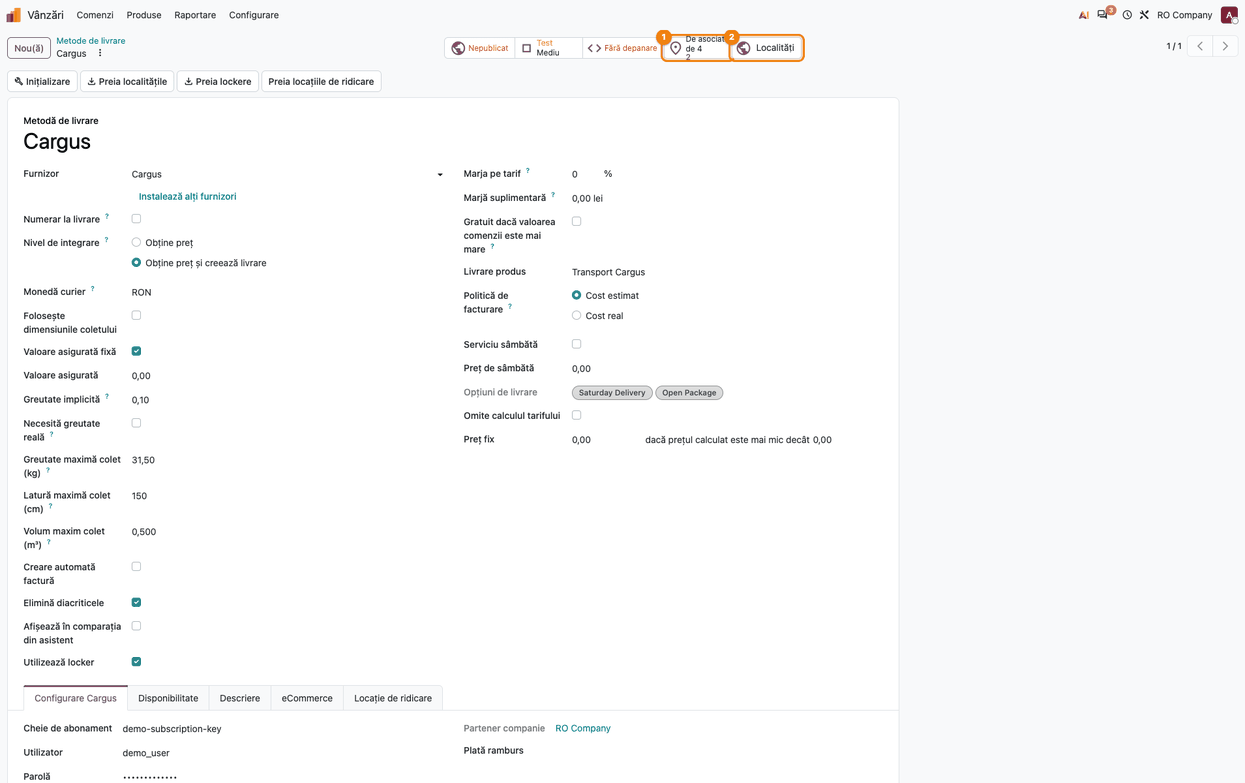 Vânzări Comenzi Produse Raportare Configurare
3
RO Company
A
Nou(ă)
Metode de livrare
Cargus
Nepublicat
Test
Mediu
Fără depanare
1
De asociat
de 4
2
2
Localități
1 / 1
Inițializare
Preia localitățile
Preia lockere
Preia locațiile de ridicare
Metodă de livrare
Cargus
Furnizor
Cargus
Instalează alți furnizori
Numerar la livrare ?
Nivel de integrare ?
Obține preț
Obține preț și creează livrare
Monedă curier ?
RON
Folosește
dimensiunile coletului
Valoare asigurată fixă
Valoare asigurată
0,00
Greutate implicită ?
0,10
Necesită greutate
reală ?
Greutate maximă colet
(kg) ?
31,50
Latură maximă colet
(cm) ?
150
Volum maxim colet
(m³) ?
0,500
Creare automată
factură
Elimină diacriticele
Afișează în comparația
din asistent
Utilizează locker
Marja pe tarif ?
0 %
Marjă suplimentară ?
0,00 lei
Gratuit dacă valoarea
comenzii este mai
mare ?
Livrare produs
Transport Cargus
Politică de
facturare ?
Cost estimat
Cost real
Serviciu sâmbătă
Preț de sâmbătă
0,00
Opțiuni de livrare
Saturday Delivery
Open Package
Omite calculul tarifului
Preț fix
0,00
dacă prețul calculat este mai mic decât 0,00
Configurare Cargus
Disponibilitate
Descriere
eCommerce
Locație de ridicare
Cheie de abonament
demo-subscription-key
Utilizator
demo_user
Parolă
•••••••••••••
Partener companie
RO Company
Plată ramburs